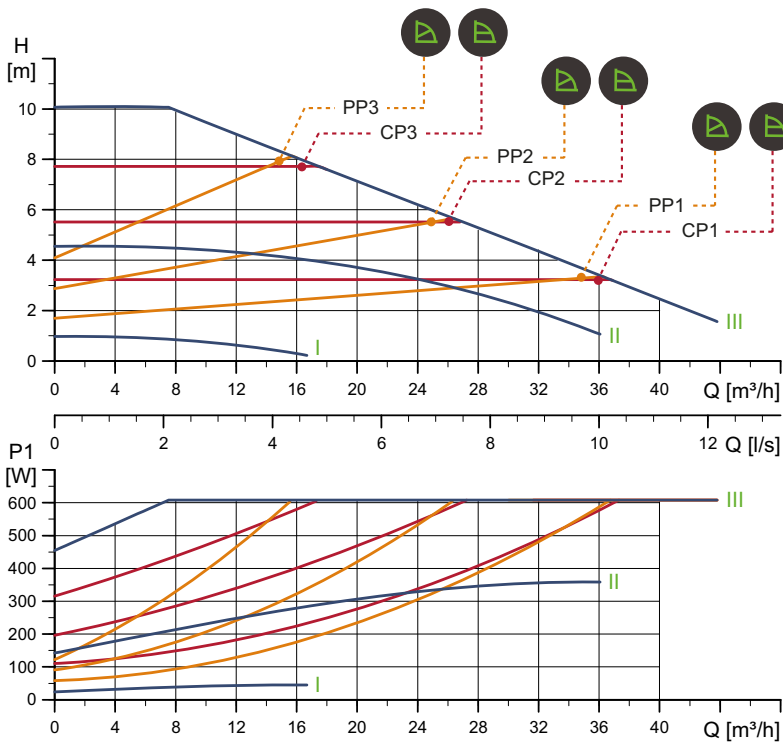 H
[m]
10
8
6
4
2
0
PP3
CP3
PP2
CP2
PP1
CP1
I
II
III
0 4 8 12 16 20 24 28 32 36 40 Q [m³/h]
0 2 4 6 8 10 12 Q [l/s]
P1
[W]
600
500
400
300
200
100
0
III
II
I
0 4 8 12 16 20 24 28 32 36 40 Q [m³/h]